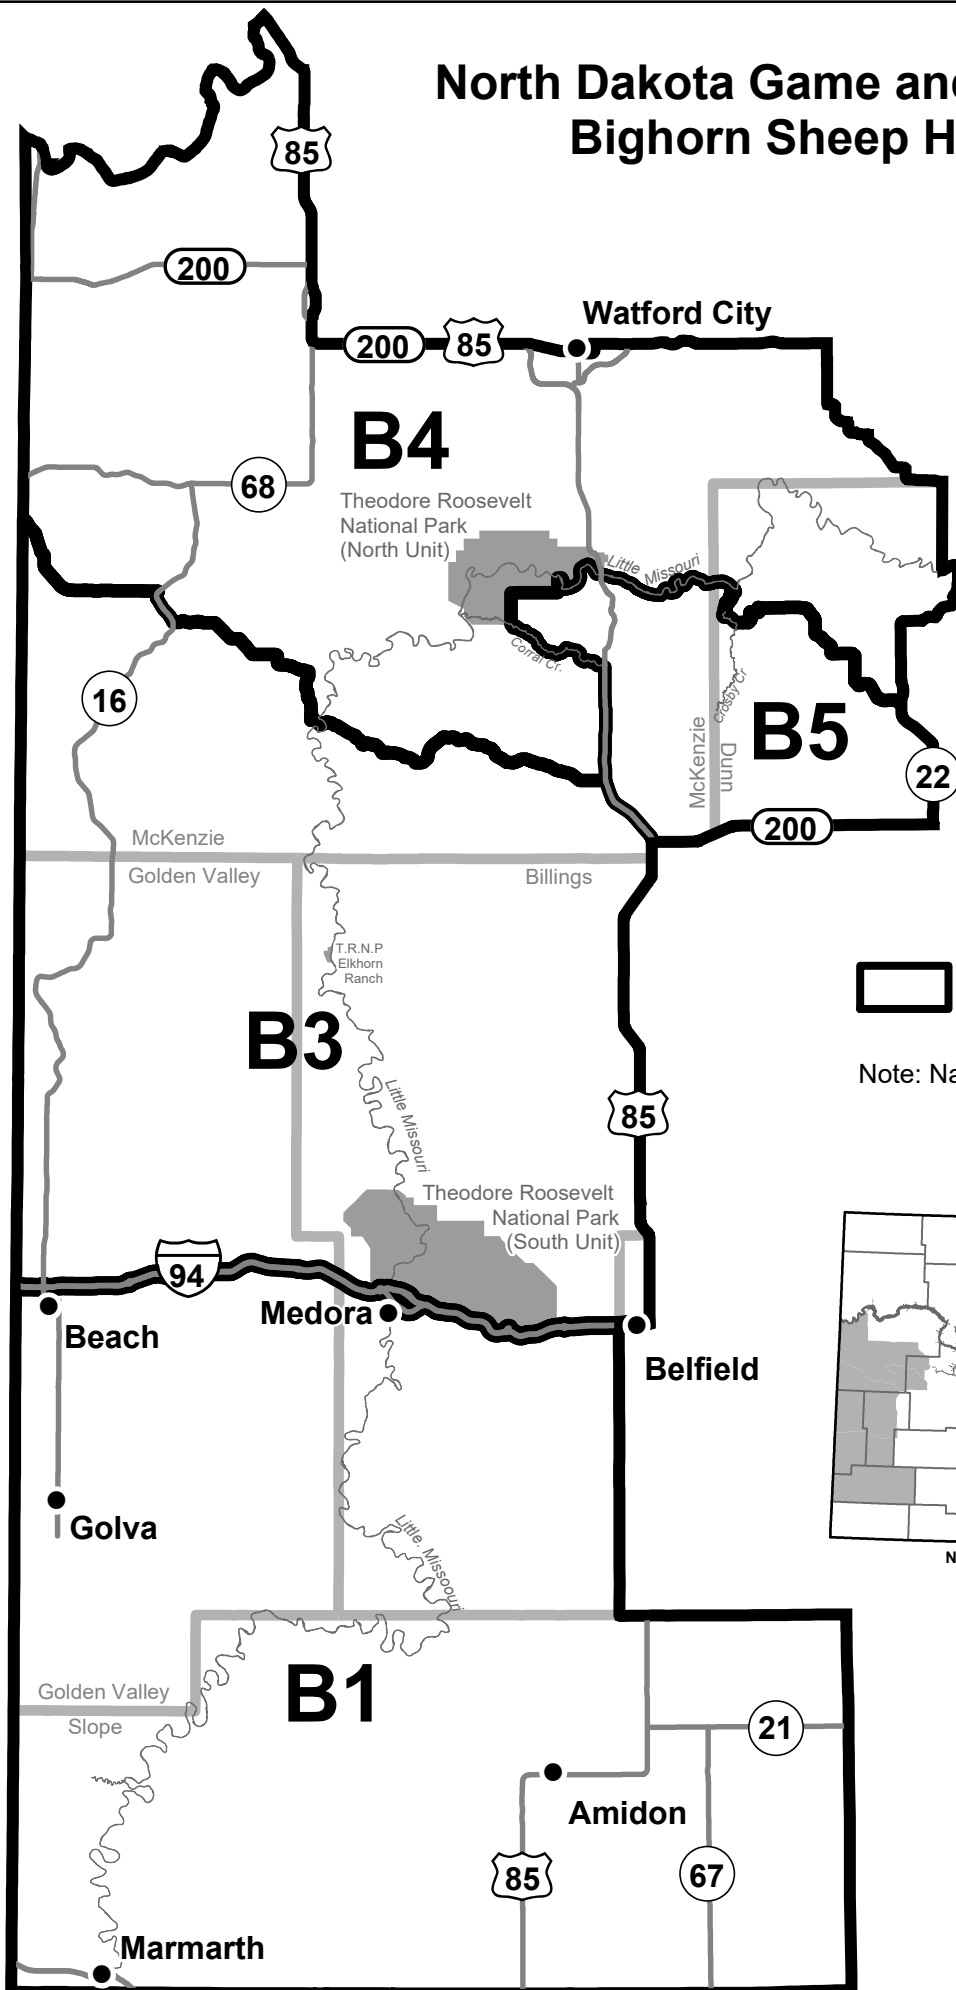 North Dakota Game and
Bighorn Sheep H
85
200
Watford City
200
85
B4
68
Theodore Roosevelt
National Park
(North Unit)
Little Missouri
Corral Cr.
Crosby Cr
16
McKenzie
Dunn
B5
22
200
McKenzie
Golden Valley
Billings
T.R.N.P
Elkhorn
Ranch
B3
Note: Na
Little Missouri
85
Theodore Roosevelt
National Park
(South Unit)
94
Medora
Beach
Belfield
Golva
Little. Missoouri
N
B1
Golden Valley
Slope
21
Amidon
85
67
Marmarth